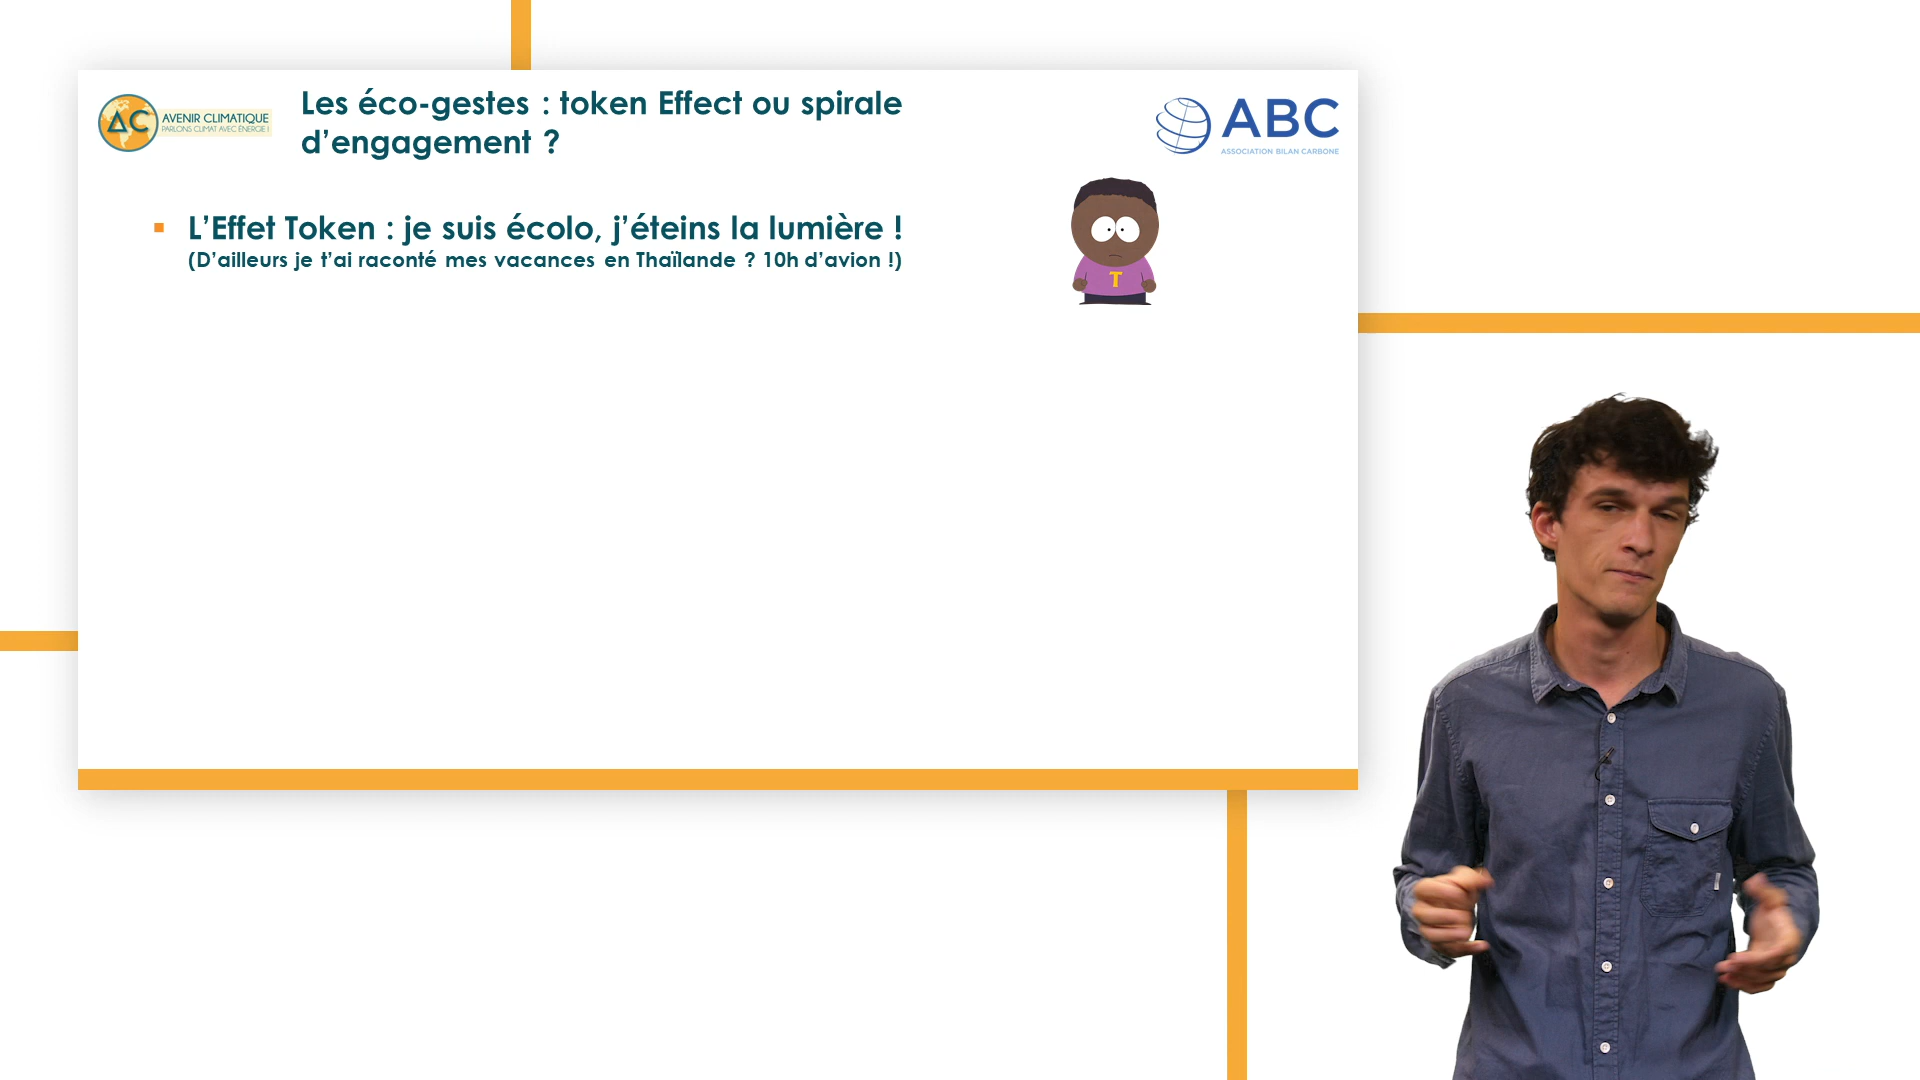 AC
AVENIR CLIMATIQUE
PARLONS CLIMAT AVEC ÉNERGIE !
Les éco-gestes : token Effect ou spirale
d’engagement ?
ABC
ASSOCIATION BILAN CARBONE
L’Effet Token : je suis écolo, j’éteins la lumière !
(D’ailleurs je t’ai raconté mes vacances en Thaïlande ? 10h d’avion !)
T